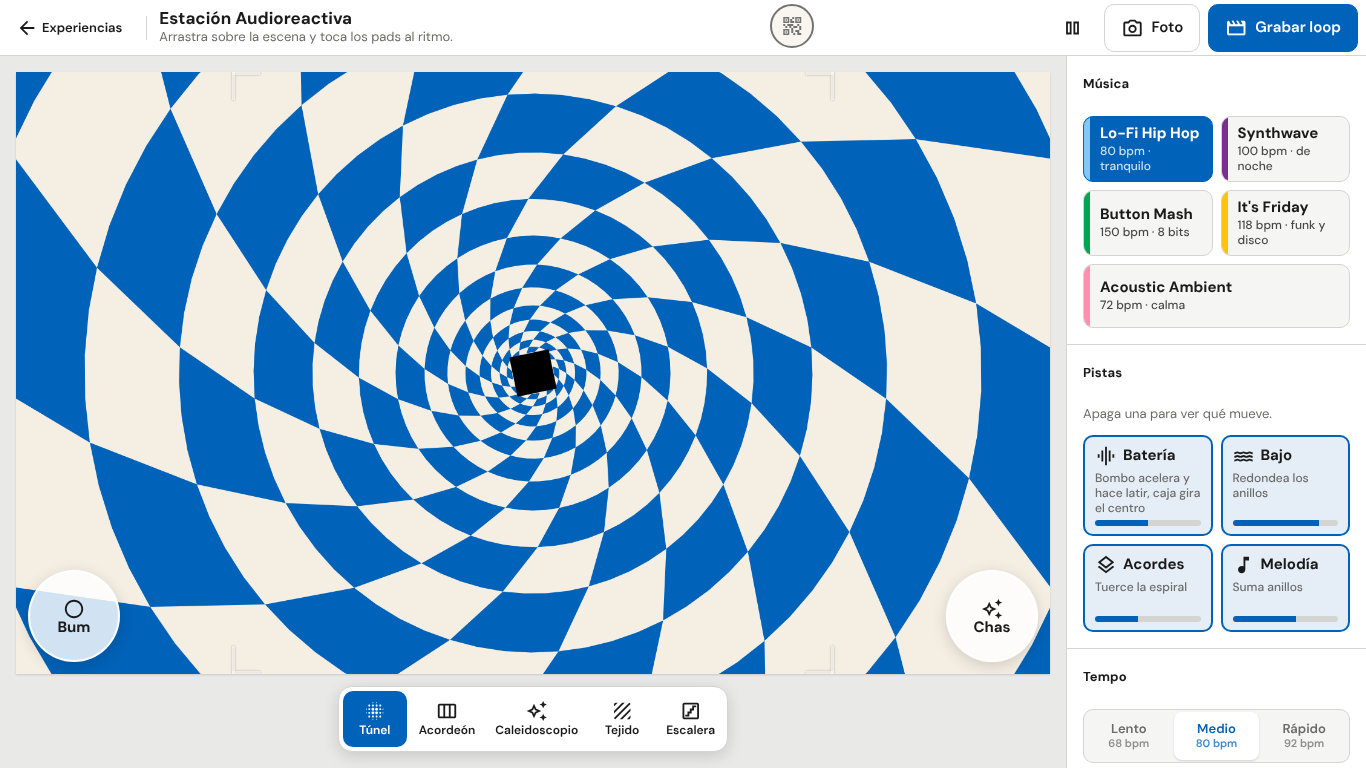 Experiencias
Estación Audioreactiva
Arrastra sobre la escena y toca los pads al ritmo.
Foto
Grabar loop
Música
Lo-Fi Hip Hop
80 bpm ·
tranquilo
Synthwave
100 bpm · de
noche
Button Mash
150 bpm · 8 bits
It's Friday
118 bpm · funk y
disco
Acoustic Ambient
72 bpm · calma
Pistas
Apaga una para ver qué mueve.
Batería
Bombo acelera y
hace latir, caja gira
el centro
Bajo
Redondea los
anillos
Acordes
Tuerce la espiral
Melodía
Suma anillos
Tempo
Lento
68 bpm
Medio
80 bpm
Rápido
92 bpm
Bum
Chas
Túnel
Acordeón
Caleidoscopio
Tejido
Escalera